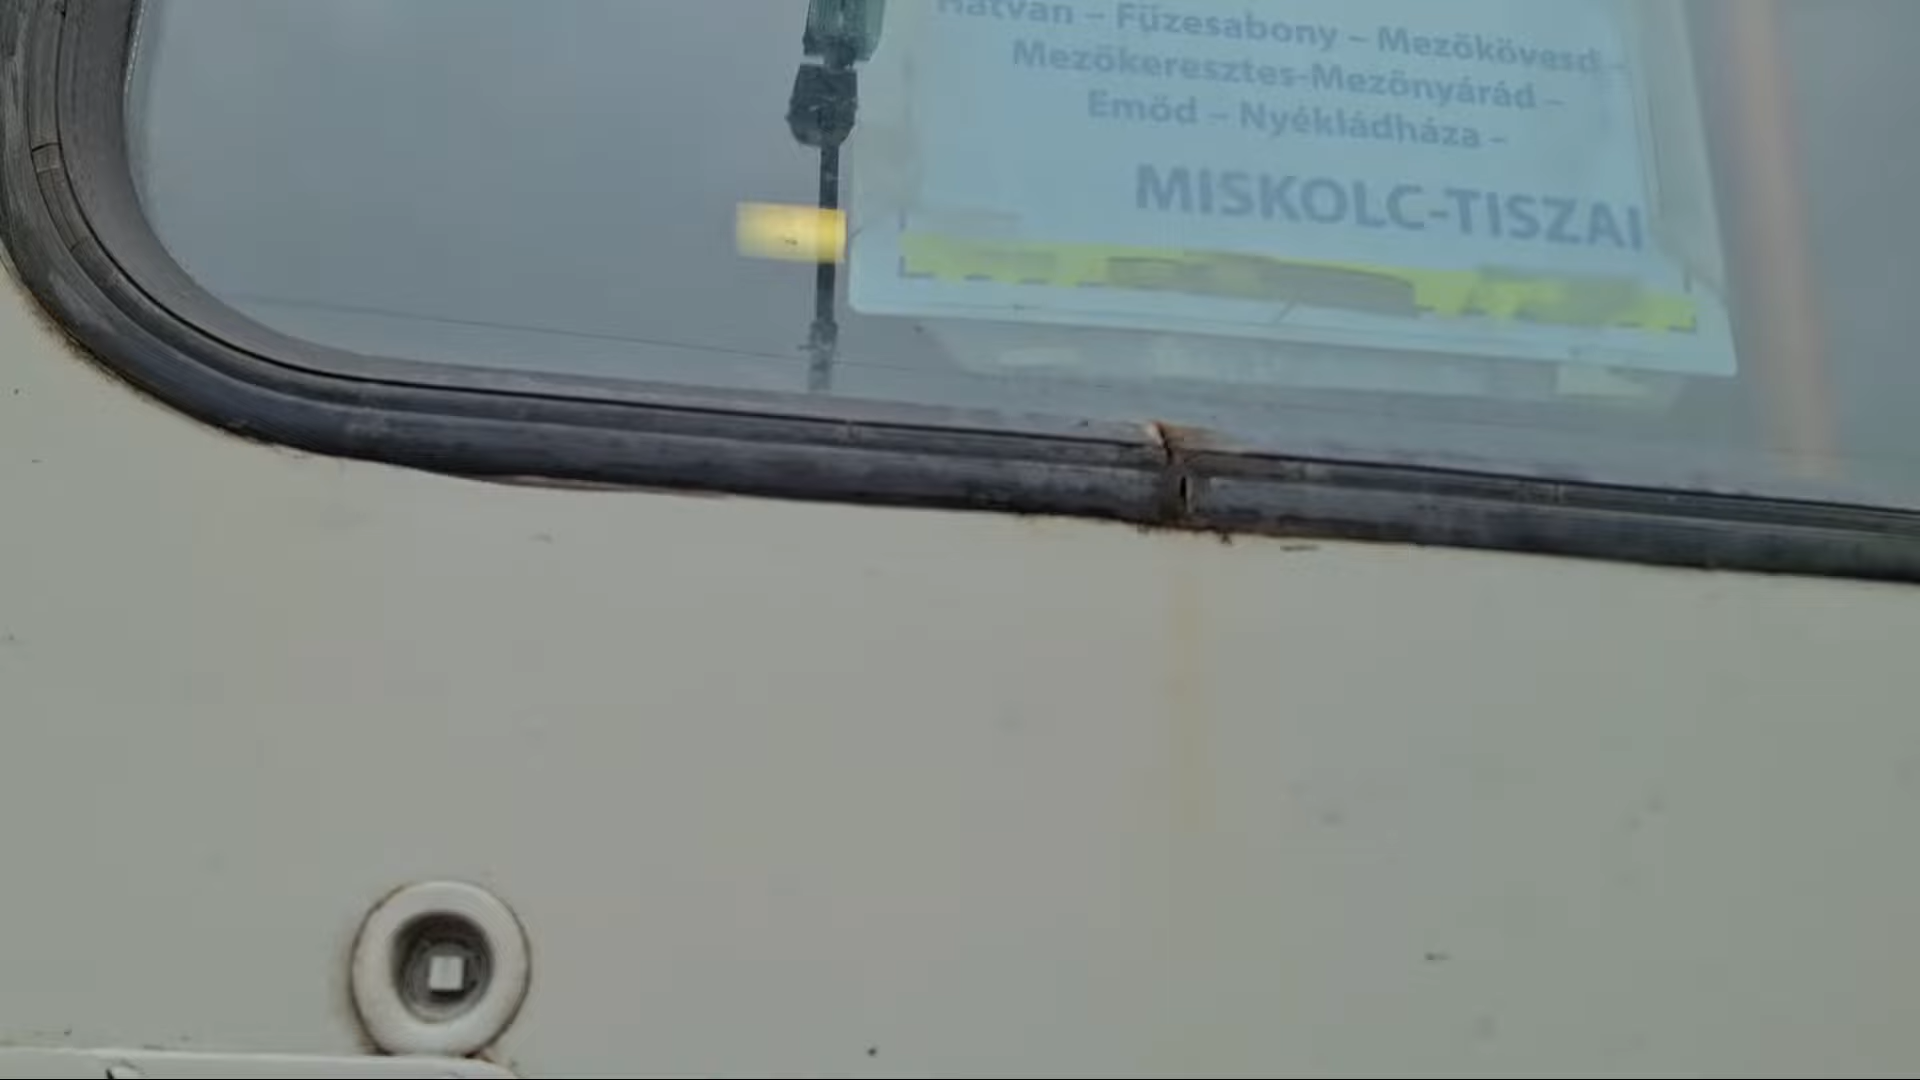 Hatvan – Füzesabony – Mezőkövesd –
Mezőkeresztes-Mezőnyárád –
Emőd – Nyékládháza –
MISKOLC-TISZAI